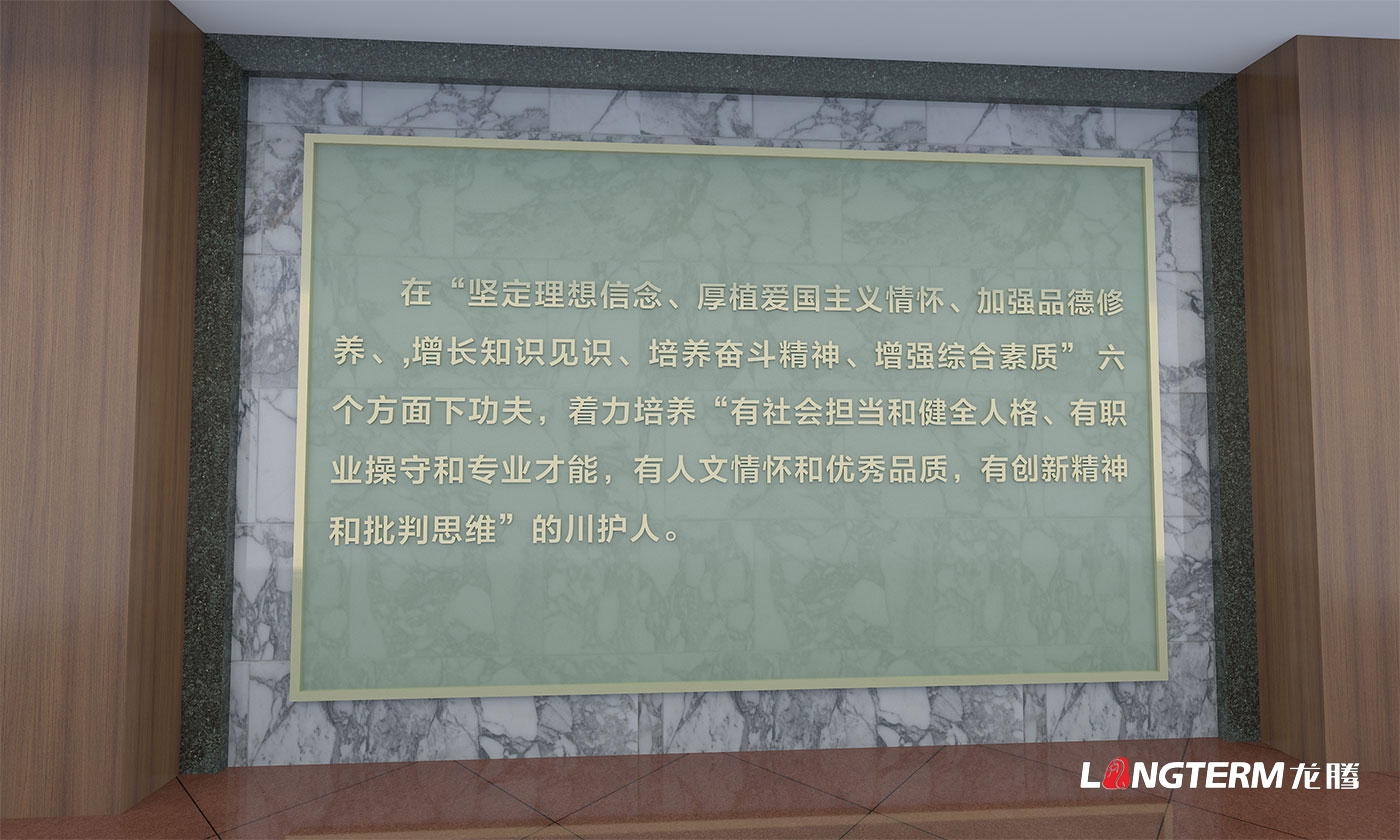 在“坚定理想信念、厚植爱国主义情怀、加强品德修
养、,增长知识见识、培养奋斗精神、增强综合素质”六
个方面下功夫，着力培养“有社会担当和健全人格、有职
业操守和专业才能，有人文情怀和优秀品质，有创新精神
和批判思维”的川护人。
LANGTERM龙腾